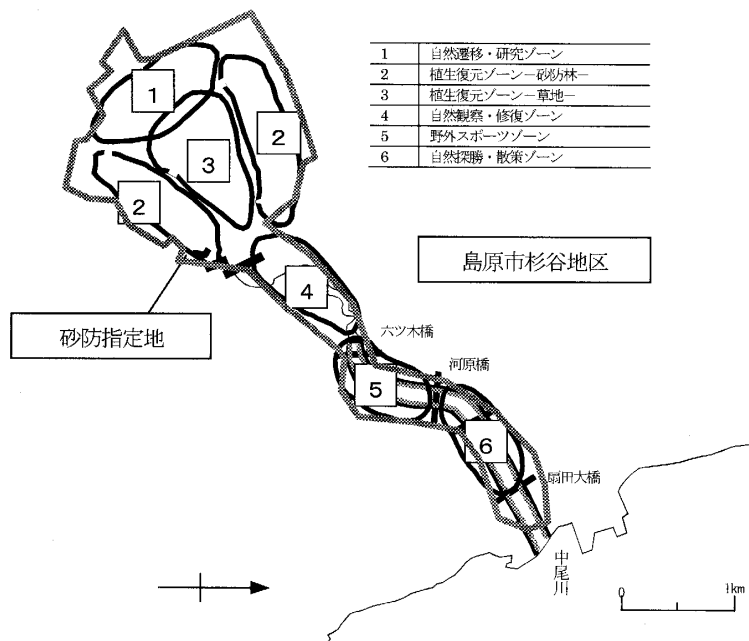 1 自然遷移・研究ゾーン
2 植生復元ゾーン―砂防林―
3 植生復元ゾーン―草地―
4 自然観察・修復ゾーン
5 野外スポーツゾーン
6 自然探勝・散策ゾーン
1
2
3
2
島原市杉谷地区
4
砂防指定地
六ツ木橋
河原橋
5
6
扇田大橋
中尾川
0 1km